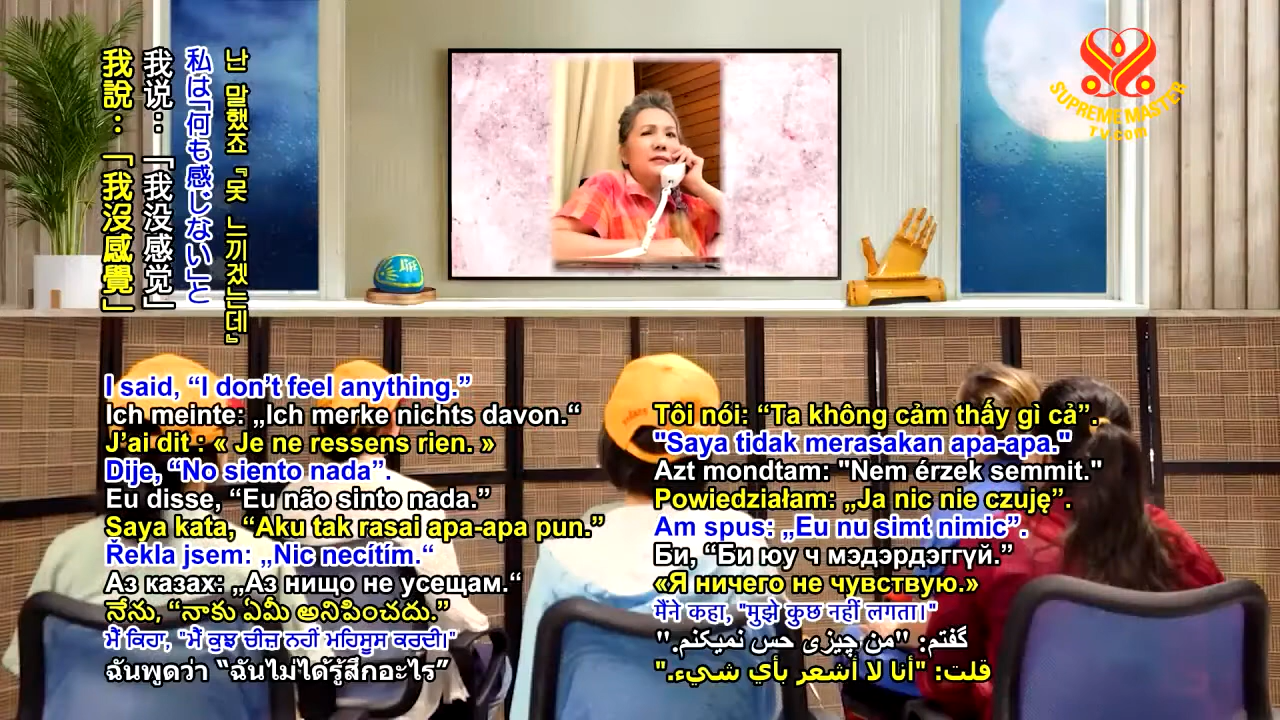 我說：「我沒感覺」
我说：「我没感觉」
私は「何も感じない」と
난 말했죠『못 느끼겠는데』
SUPREME MASTER
TV.com
I said, “I don’t feel anything.”
Ich meinte: „Ich merke nichts davon.“
J’ai dit : « Je ne ressens rien. »
Dije, “No siento nada”.
Eu disse, “Eu não sinto nada.”
Saya kata, “Aku tak rasai apa-apa pun.”
Řekla jsem: „Nic necítím.“
Аз казах: „Аз нищо не усещам.“
నేను, “నాకు ఏమీ అనిపించదు.”
ਮੈਂ ਕਿਹਾ, "ਮੈਂ ਕੁਝ ਚੀਜ਼ ਨਹੀਂ ਮਹਿਸੂਸ ਕਰਦੀ।"
ฉันพูดว่า “ฉันไม่ได้รู้สึกอะไร”
Tôi nói: “Ta không cảm thấy gì cả”.
"Saya tidak merasakan apa-apa."
Azt mondtam: "Nem érzek semmit."
Powiedziałam: „Ja nic nie czuję”.
Am spus: „Eu nu simt nimic”.
Би, “Би юу ч мэдэрдэггүй.”
«Я ничего не чувствую.»
मैंने कहा, "मुझे कुछ नहीं लगता।"
گفتم: "من چیزی حس نمیکنم."
قلت: "أنا لا أشعر بأي شيء."